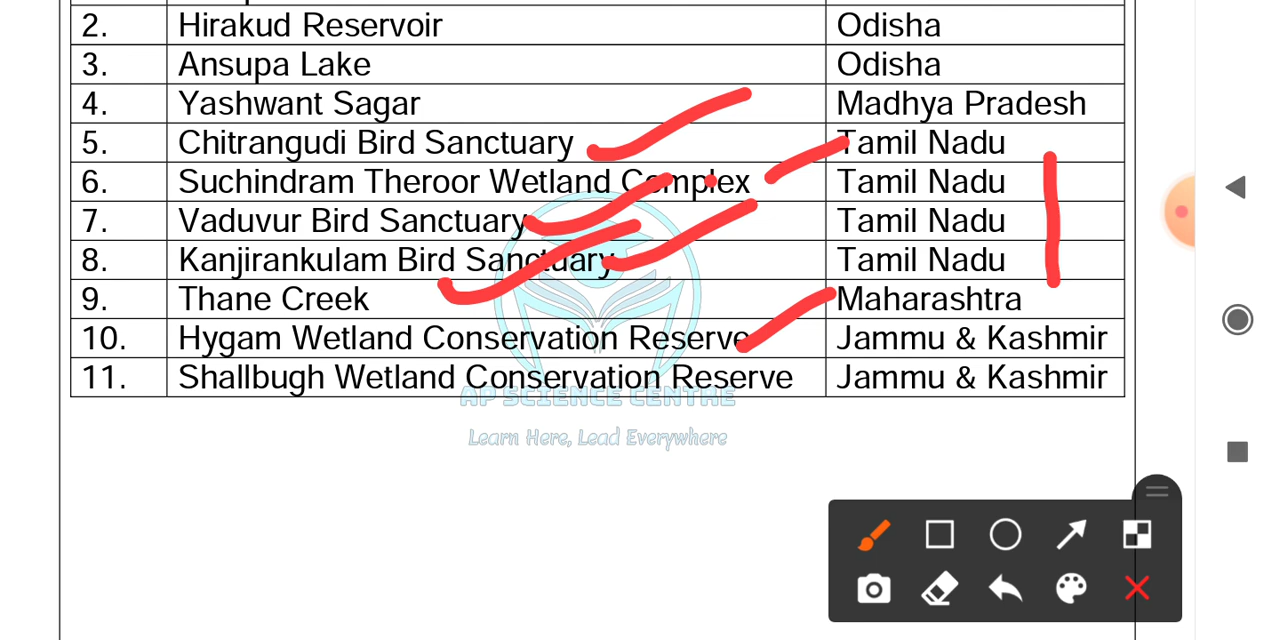 2. Hirakud Reservoir Odisha
3. Ansupa Lake Odisha
4. Yashwant Sagar Madhya Pradesh
5. Chitrangudi Bird Sanctuary Tamil Nadu
6. Suchindram Theroor Wetland Complex Tamil Nadu
7. Vaduvur Bird Sanctuary Tamil Nadu
8. Kanjirankulam Bird Sanctuary Tamil Nadu
9. Thane Creek Maharashtra
10. Hygam Wetland Conservation Reserve Jammu & Kashmir
11. Shallbugh Wetland Conservation Reserve Jammu & Kashmir
AP SCIENCE CENTRE
Learn Here, Lead Everywhere